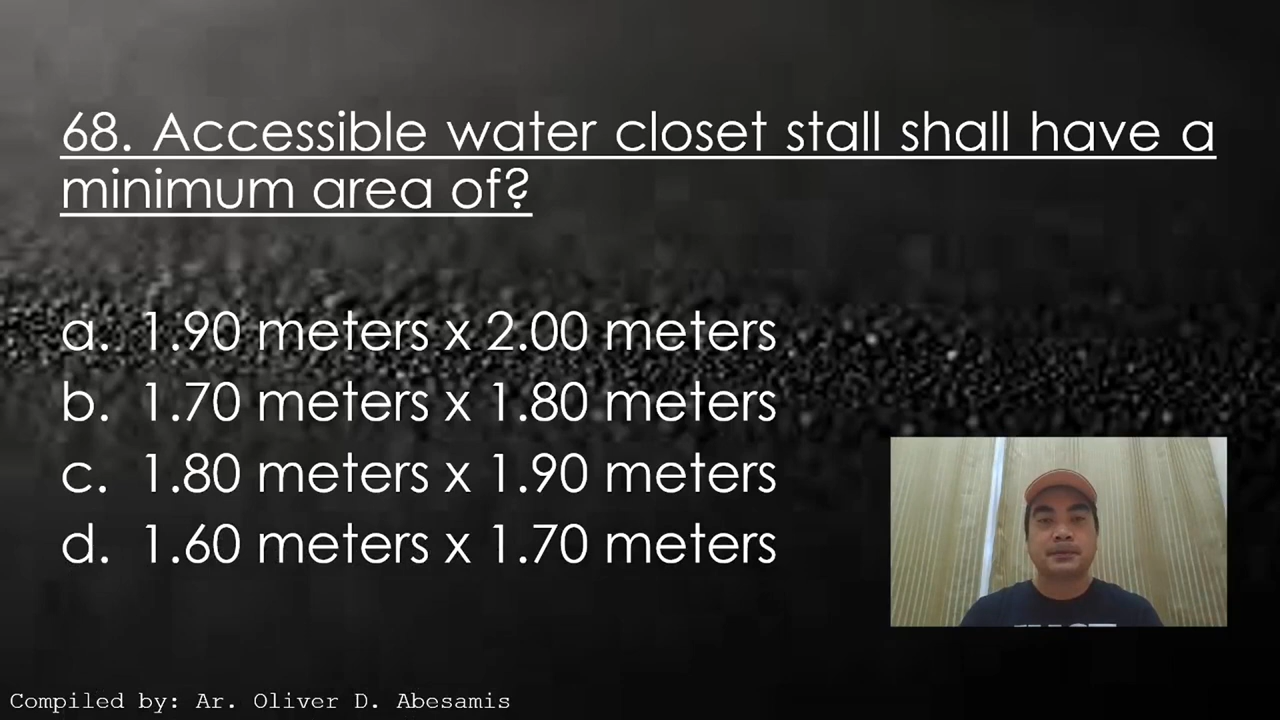 68. Accessible water closet stall shall have a
minimum area of?
a. 1.90 meters x 2.00 meters
b. 1.70 meters x 1.80 meters
c. 1.80 meters x 1.90 meters
d. 1.60 meters x 1.70 meters
Compiled by: Ar. Oliver D. Abesamis